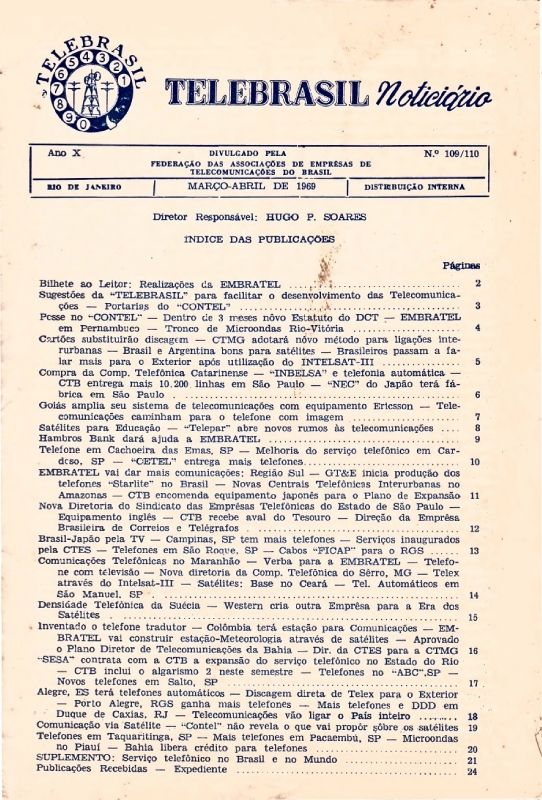 TELEBRASIL
1 2 3 4 5 6 7 8 9 0
TELEBRASIL Noticiário
Ano X
DIVULGADO PELA
FEDERAÇÃO DAS ASSOCIAÇÕES DE EMPRÊSAS DE
TELECOMUNICAÇÕES DO BRASIL
N.º 109/110
RIO DE JANEIRO
MARÇO-ABRIL DE 1969
DISTRIBUIÇÃO INTERNA
Diretor Responsável: HUGO P. SOARES
ÍNDICE DAS PUBLICAÇÕES
Páginas
Bilhete ao Leitor: Realizações da EMBRATEL ........ 2
Sugestões da "TELEBRASIL" para facilitar o desenvolvimento das Telecomunica-
ções — Portarias do "CONTEL" ........ 3
Posse no "CONTEL" — Dentro de 3 meses nôvo Estatuto do DCT — EMBRATEL
em Pernambuco — Tronco de Microondas Rio-Vitória ........ 4
Cartões substituirão discagem — CTMG adotará nôvo método para ligações inte-
rurbanas — Brasil e Argentina bons para satélites — Brasileiros passam a fa-
lar mais para o Exterior após utilização do INTELSAT-III ........ 5
Compra da Comp. Telefônica Catarinense — "INBELSA" e telefonia automática —
CTB entrega mais 10.200 linhas em São Paulo — "NEC" do Japão terá fá-
brica em São Paulo ........ 6
Goiás amplia seu sistema de telecomunicações com equipamento Ericsson — Tele-
comunicações caminham para o telefone com imagem ........ 7
Satélites para Educação — "Telepar" abre novos rumos às telecomunicações .... 8
Hambros Bank dará ajuda a EMBRATEL ........ 9
Telefone em Cachoeira das Emas, SP — Melhoria do serviço telefônico em Car-
doso, SP — "CETEL" entrega mais telefones ........ 10
EMBRATEL vai dar mais comunicações: Região Sul — GT&E inicia produção dos
telefones "Starlite" no Brasil — Novas Centrais Telefônicas Interurbanas no
Amazonas — CTB encomenda equipamento japonês para o Plano de Expansão 11
Nova Diretoria do Sindicato das Emprêsas Telefônicas do Estado de São Paulo —
Equipamento inglês — CTB recebe aval do Tesouro — Direção da Emprêsa
Brasileira de Correios e Telégrafos ........ 12
Brasil-Japão pela TV — Campinas, SP tem mais telefones — Serviços inaugurados
pela CTES — Telefones em São Roque, SP — Cabos "FICAP" para o RGS ...... 13
Comunicações Telefônicas no Maranhão — Verba para a EMBRATEL — Telefo-
ne com televisão — Nova diretoria da Comp. Telefônica do Sêrro, MG — Telex
através do Intelsat-III — Satélites: Base no Ceará — Tel. Automáticos em
São Manuel, SP ........ 14
Densidade Telefônica da Suécia — Western cria outra Emprêsa para a Era dos
Satélites ........ 15
Inventado o telefone tradutor — Colômbia terá estação para Comunicações — EM-
BRATEL vai construir estação-Meteorologia através de satélites — Aprovado
o Plano Diretor de Telecomunicações da Bahia — Dir. da CTES para a CTMG 16
"SESA" contrata com a CTB a expansão do serviço telefônico no Estado do Rio
— CTB inclui o algarismo 2 neste semestre — Telefones no "ABC", SP —
Novos telefones em Salto, SP ........ 17
Alegre, ES terá telefones automáticos — Discagem direta de Telex para o Exterior
— Porto Alegre, RGS ganha mais telefones — Mais telefones e DDD em
Duque de Caxias, RJ — Telecomunicações vão ligar o País inteiro ........ 18
Comunicação via Satélite — "Contel" não revela o que vai propôr sôbre os satélites 19
Telefones em Taquaritinga, SP — Mais telefones em Pacaembú, SP — Microondas
no Piauí — Bahia libera crédito para telefones ........ 20
SUPLEMENTO: Serviço telefônico no Brasil e no Mundo ........ 21
Publicações Recebidas — Expediente ........ 24